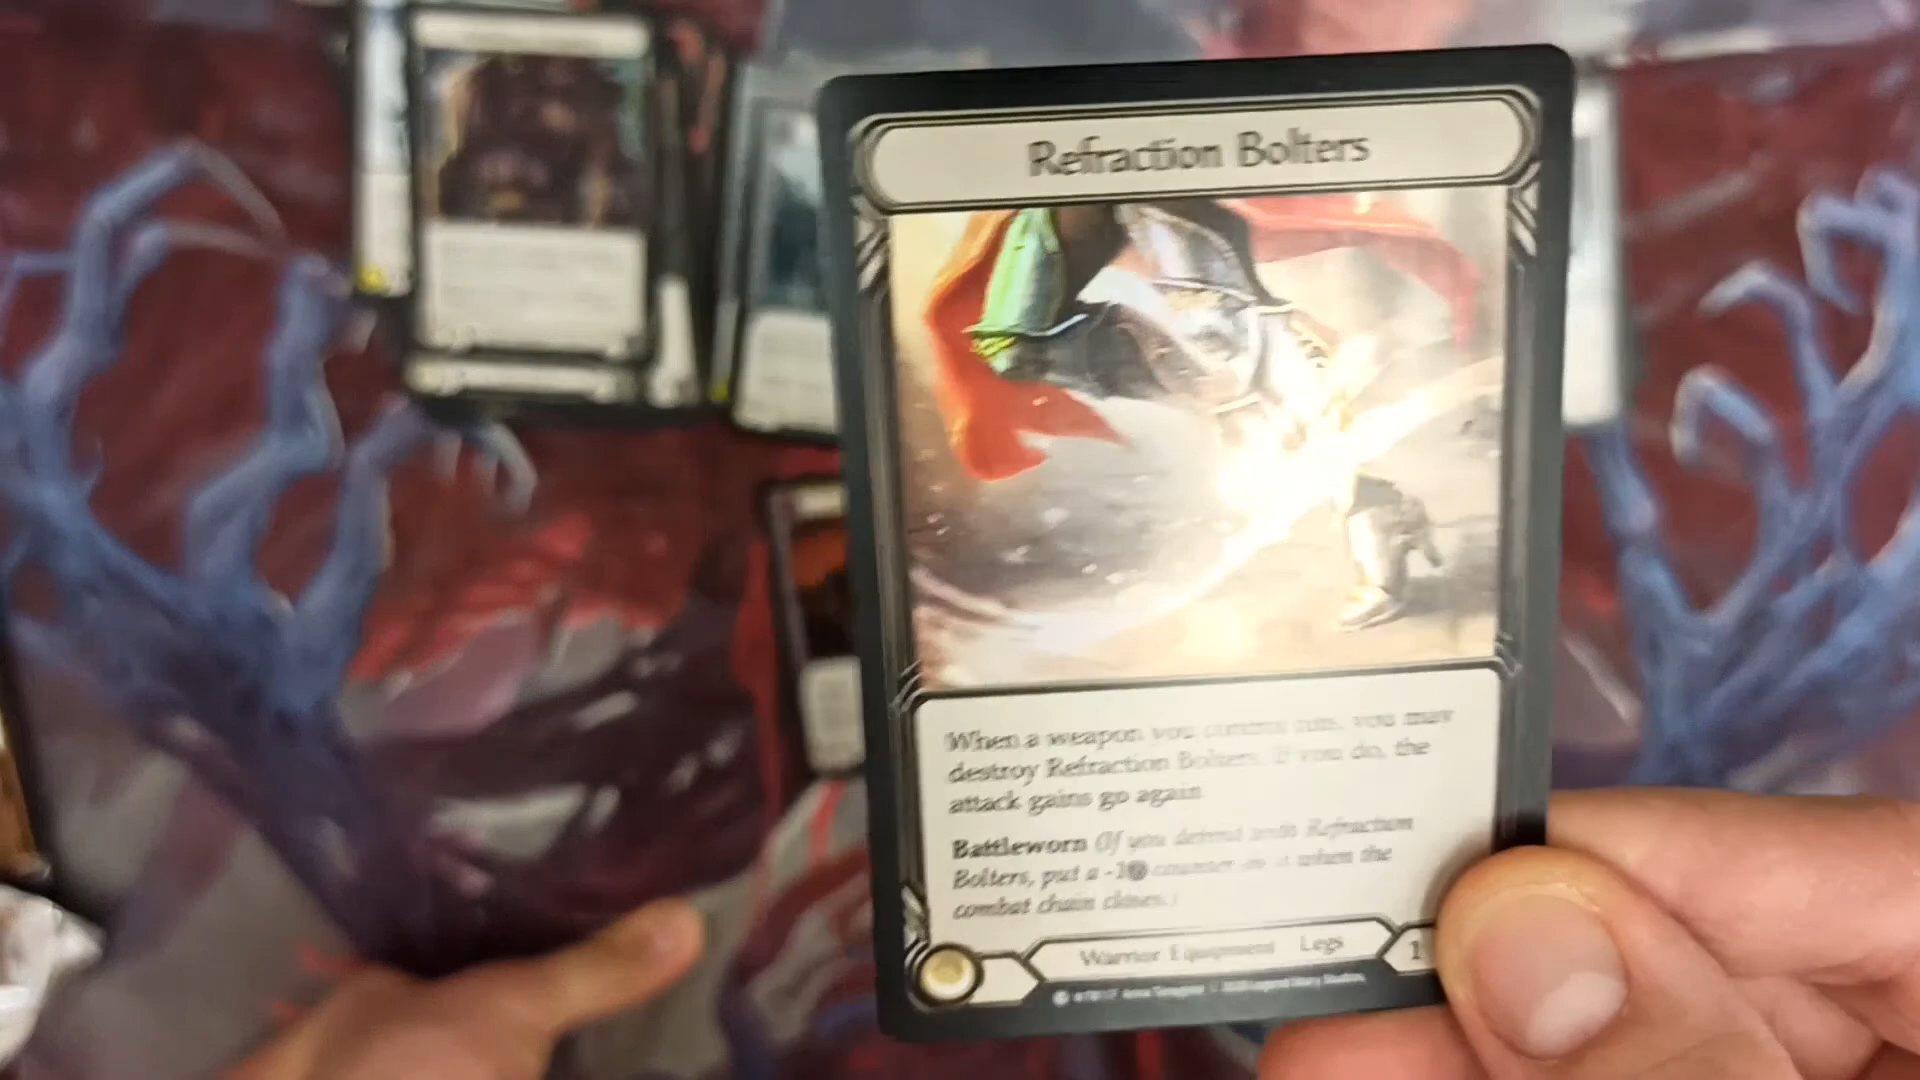 Refraction Bolters
When a weapon you control hits, you may
destroy Refraction Bolters. If you do, the
attack gains go again.
Battleworn (If you defend with Refraction
Bolters, put a -1 counter on it when the
combat chain closes.)
Warrior Equipment Legs
1